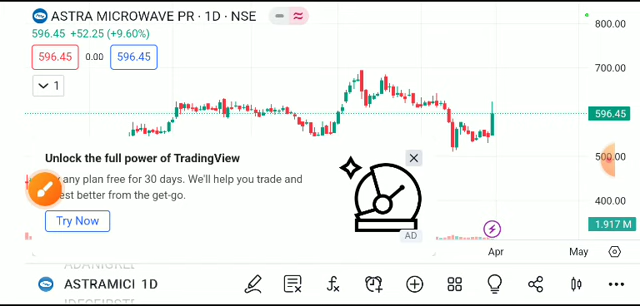 ASTRA MICROWAVE PR · 1D · NSE
596.45 +52.25 (+9.60%)
596.45 0.00 596.45
1
800.00
700.00
596.45
500.00
400.00
1.917 M
Unlock the full power of TradingView
any plan free for 30 days. We'll help you trade and
est better from the get-go.
Try Now
AD
Apr May
ASTRAMICI 1D